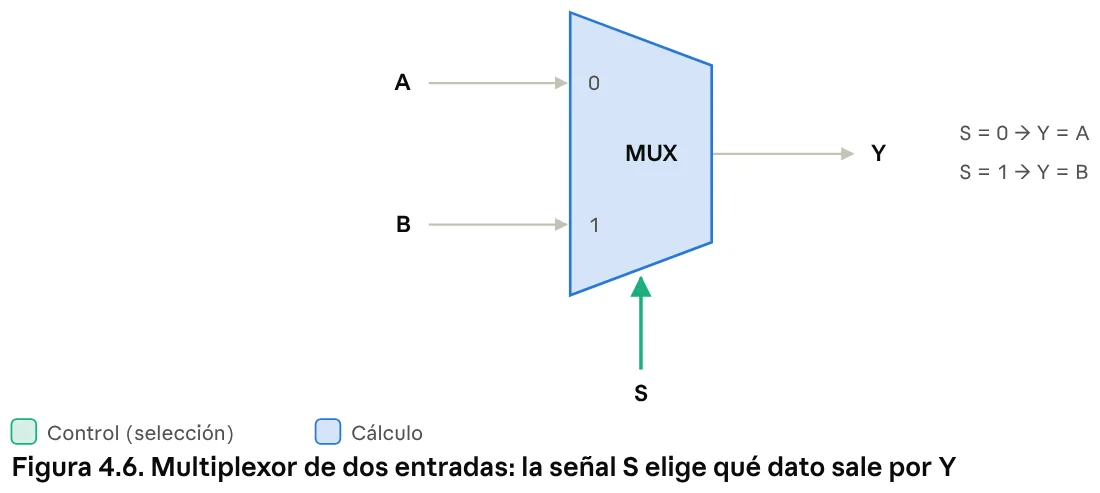 A
0
MUX
Y
S = 0 → Y = A
S = 1 → Y = B
B
1
S
Control (selección)
Cálculo
Figura 4.6. Multiplexor de dos entradas: la señal S elige qué dato sale por Y